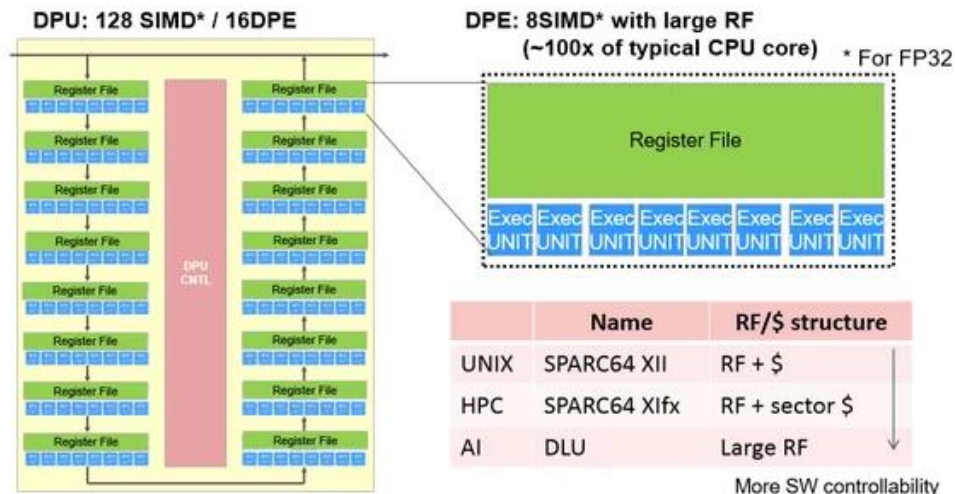 DPU: 128 SIMD* / 16DPE
Register File
Register File
Register File
Register File
Register File
Register File
Register File
Register File
DPU
CNTL
Register File
Register File
Register File
Register File
Register File
Register File
Register File
Register File
DPE: 8SIMD* with large RF
(~100x of typical CPU core)
* For FP32
Register File
Exec Exec Exec Exec Exec Exec Exec Exec
UNIT UNIT UNIT UNIT UNIT UNIT UNIT UNIT
Name RF/$ structure
UNIX SPARC64 XII RF + $
HPC SPARC64 XIfx RF + sector $
AI DLU Large RF
More SW controllability